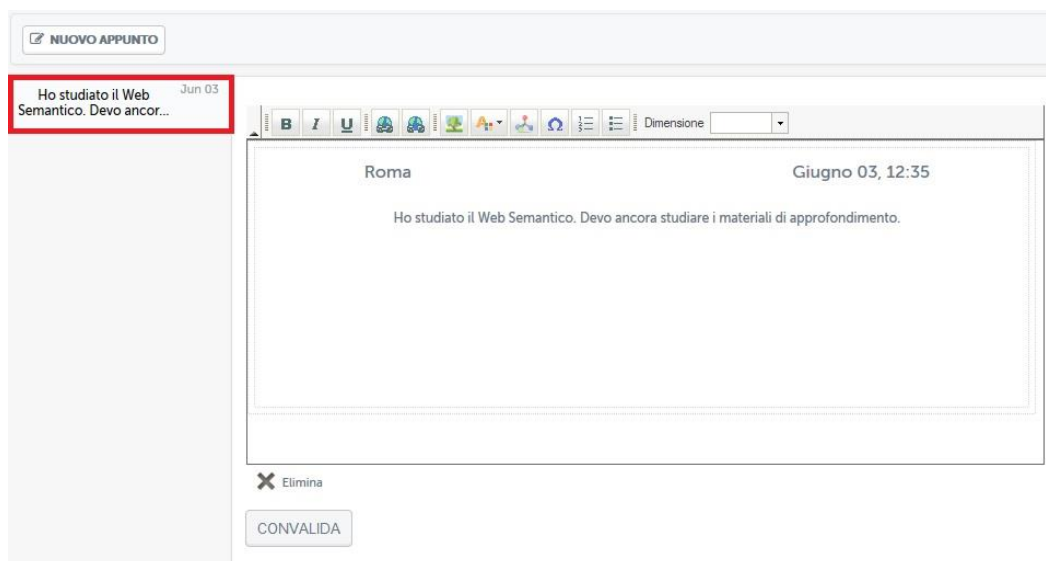 NUOVO APPUNTO
Ho studiato il Web Jun 03
Semantico. Devo ancor...
B I U Dimensione
Roma Giugno 03, 12:35
Ho studiato il Web Semantico. Devo ancora studiare i materiali di approfondimento.
Elimina
CONVALIDA